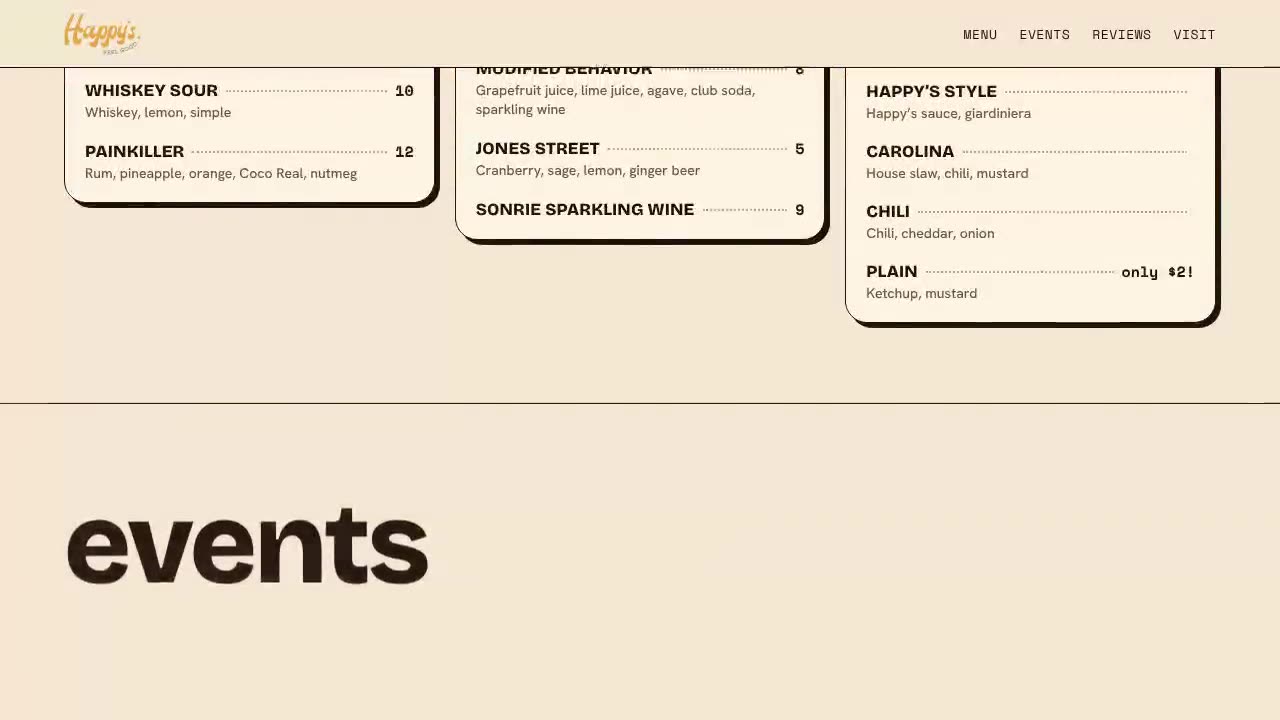 Happy's.
FEEL GOOD
MENU EVENTS REVIEWS VISIT
WHISKEY SOUR 10
Whiskey, lemon, simple
PAINKILLER 12
Rum, pineapple, orange, Coco Real, nutmeg
MODIFIED BEHAVIOR 8
Grapefruit juice, lime juice, agave, club soda,
sparkling wine
JONES STREET 5
Cranberry, sage, lemon, ginger beer
SONRIE SPARKLING WINE 9
HAPPY'S STYLE
Happy's sauce, giardiniera
CAROLINA
House slaw, chili, mustard
CHILI
Chili, cheddar, onion
PLAIN only $2!
Ketchup, mustard
events